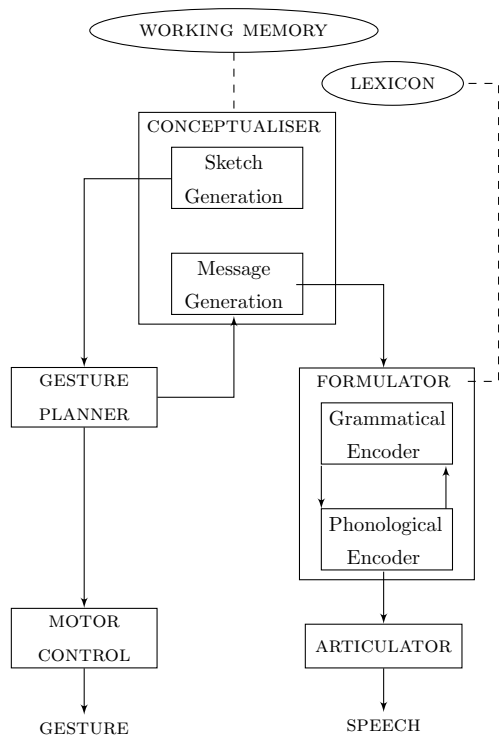 WORKING MEMORY
LEXICON
CONCEPTUALISER
Sketch
Generation
Message
Generation
GESTURE
PLANNER
FORMULATOR
Grammatical
Encoder
Phonological
Encoder
MOTOR
CONTROL
ARTICULATOR
GESTURE
SPEECH